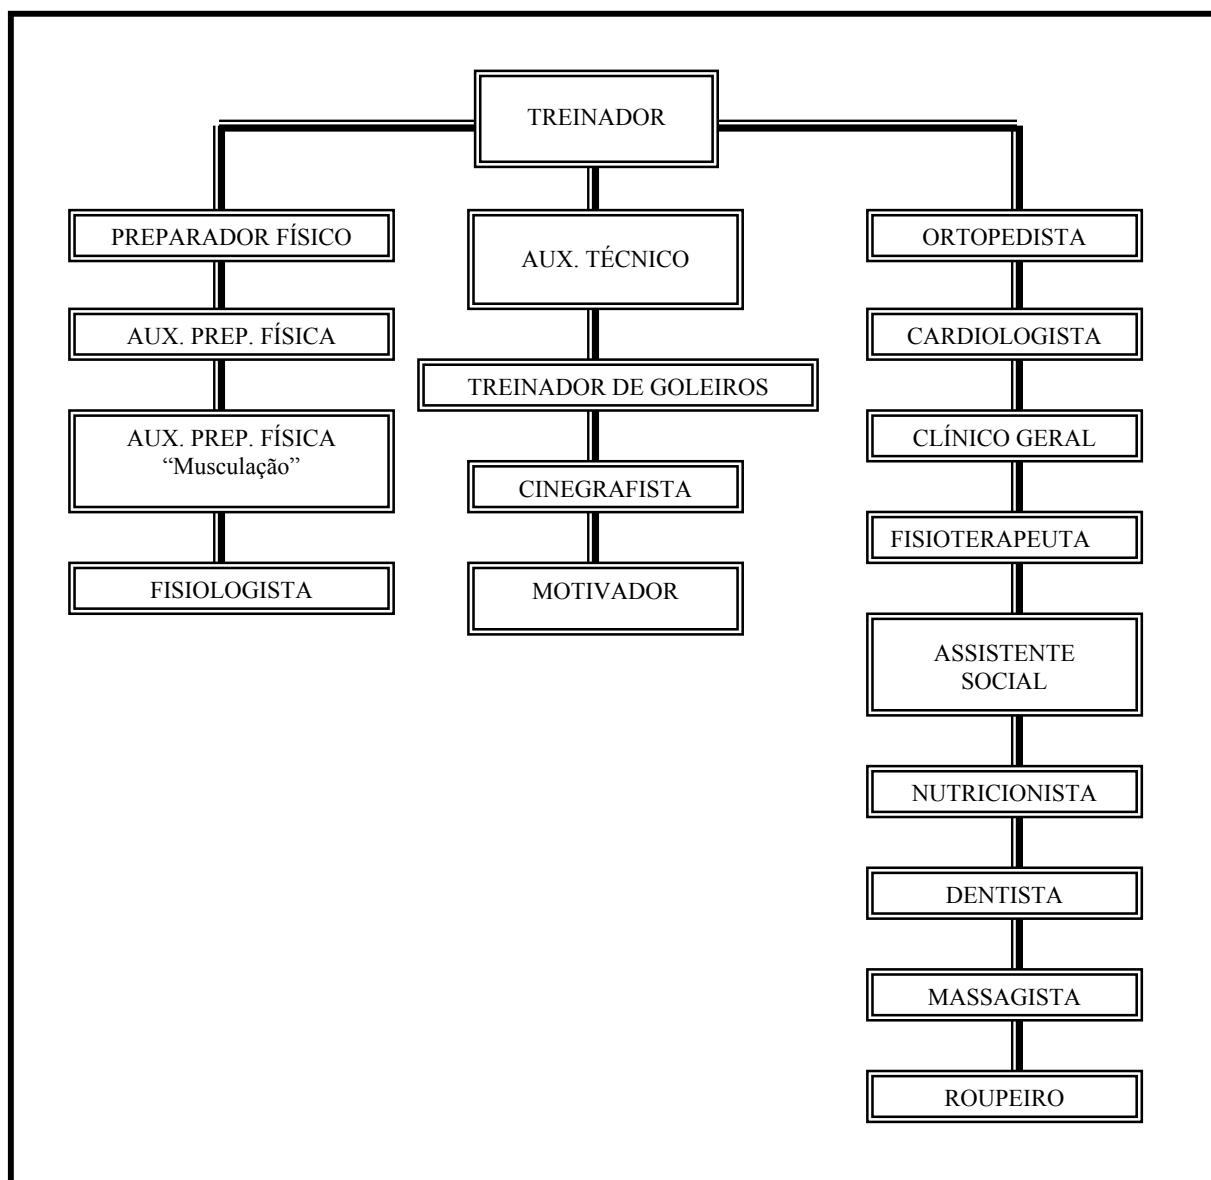 TREINADOR
PREPARADOR FÍSICO
AUX. PREP. FÍSICA
AUX. PREP. FÍSICA
“Musculação”
FISIOLOGISTA
AUX. TÉCNICO
TREINADOR DE GOLEIROS
CINEGRAFISTA
MOTIVADOR
ORTOPEDISTA
CARDIOLOGISTA
CLÍNICO GERAL
FISIOTERAPEUTA
ASSISTENTE
SOCIAL
NUTRICIONISTA
DENTISTA
MASSAGISTA
ROUPEIRO